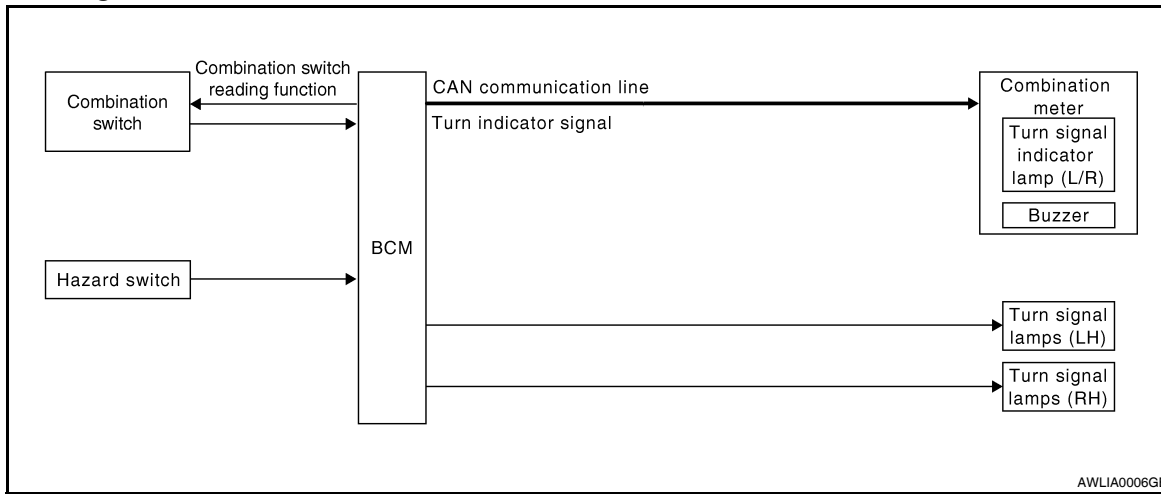 Combination
switch
Combination switch
reading function
CAN communication line
Turn indicator signal
Combination
meter
Turn signal
indicator
lamp (L/R)
Buzzer
BCM
Hazard switch
Turn signal
lamps (LH)
Turn signal
lamps (RH)